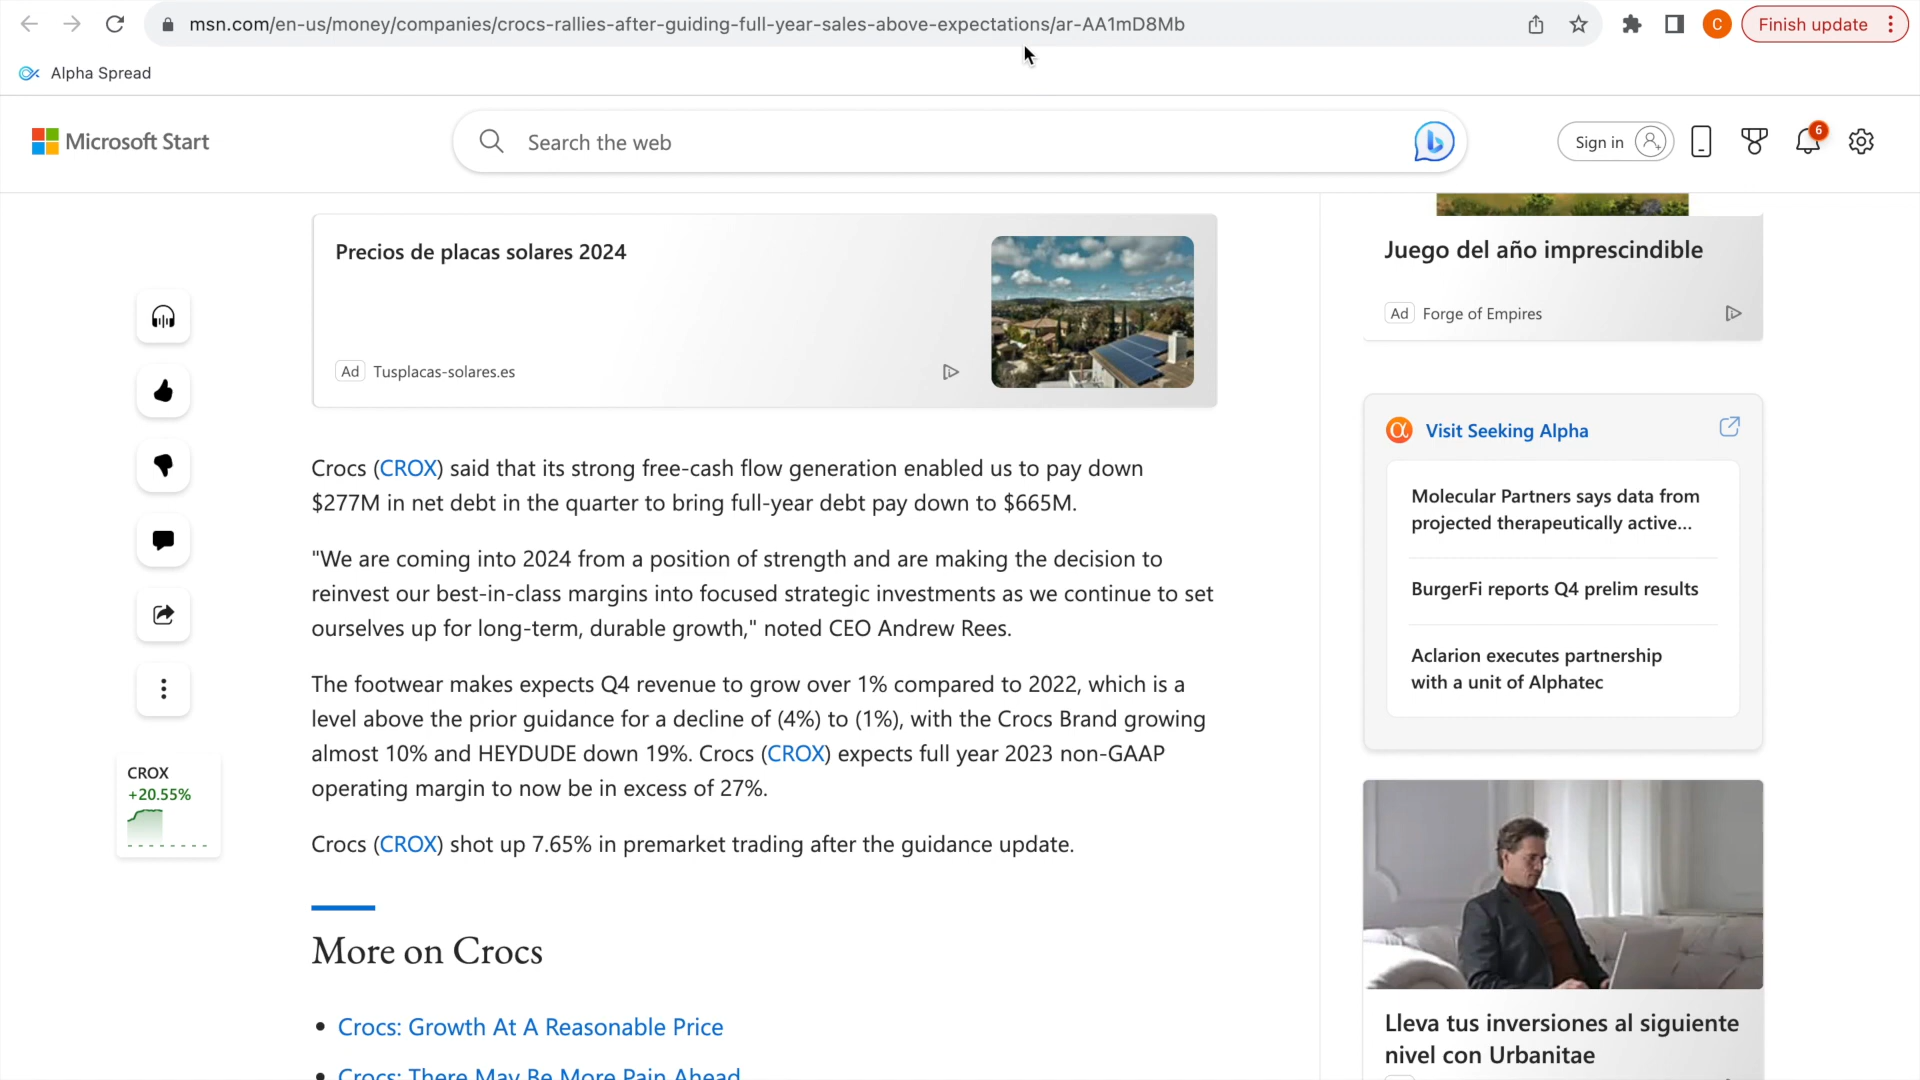 msn.com/en-us/money/companies/crocs-rallies-after-guiding-full-year-sales-above-expectations/ar-AA1mD8Mb
C
Finish update
Alpha Spread
Microsoft Start
Search the web
Sign in
6
Precios de placas solares 2024
Ad Tusplacas-solares.es
Crocs (CROX) said that its strong free-cash flow generation enabled us to pay down
$277M in net debt in the quarter to bring full-year debt pay down to $665M.
"We are coming into 2024 from a position of strength and are making the decision to
reinvest our best-in-class margins into focused strategic investments as we continue to set
ourselves up for long-term, durable growth," noted CEO Andrew Rees.
The footwear makes expects Q4 revenue to grow over 1% compared to 2022, which is a
level above the prior guidance for a decline of (4%) to (1%), with the Crocs Brand growing
almost 10% and HEYDUDE down 19%. Crocs (CROX) expects full year 2023 non-GAAP
operating margin to now be in excess of 27%.
Crocs (CROX) shot up 7.65% in premarket trading after the guidance update.
More on Crocs
• Crocs: Growth At A Reasonable Price
• Crocs: There May Be More Pain Ahead
CROX
+20.55%
Juego del año imprescindible
Ad Forge of Empires
Visit Seeking Alpha
Molecular Partners says data from
projected therapeutically active...
BurgerFi reports Q4 prelim results
Aclarion executes partnership
with a unit of Alphatec
Lleva tus inversiones al siguiente
nivel con Urbanitae